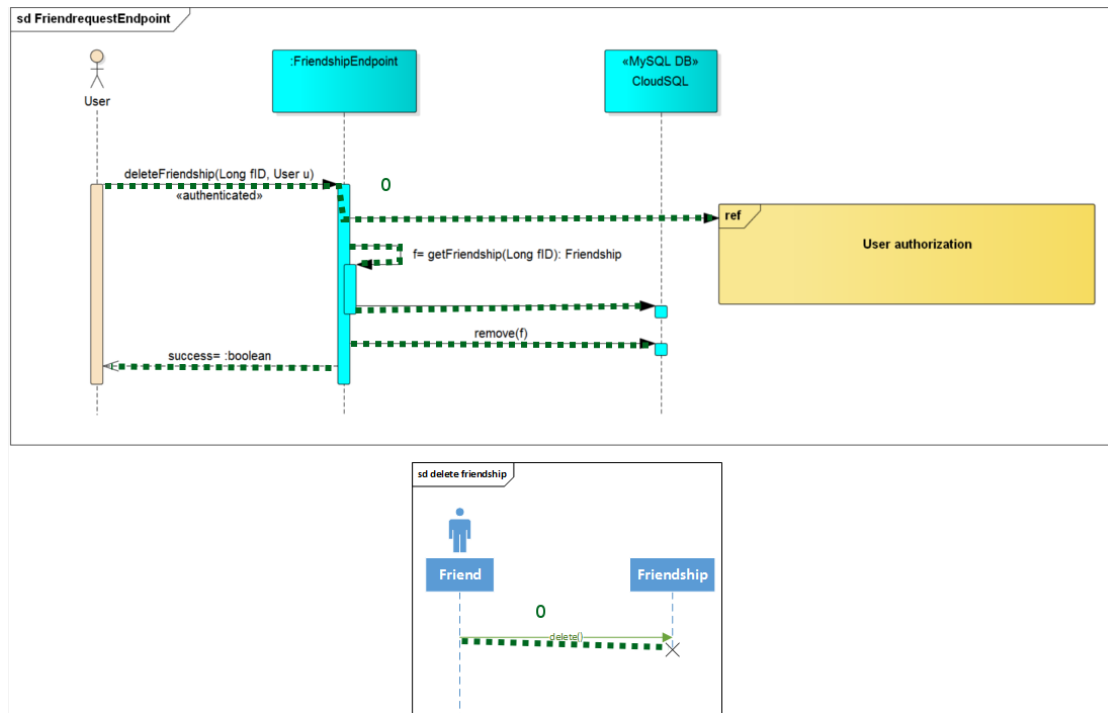 sd FriendrequestEndpoint
:FriendshipEndpoint
«MySQL DB»
CloudSQL
User
deleteFriendship(Long fID, User u)
«authenticated»
0
ref
User authorization
f= getFriendship(Long fID): Friendship
remove(f)
success= :boolean
sd delete friendship
Friend
Friendship
0
delete()